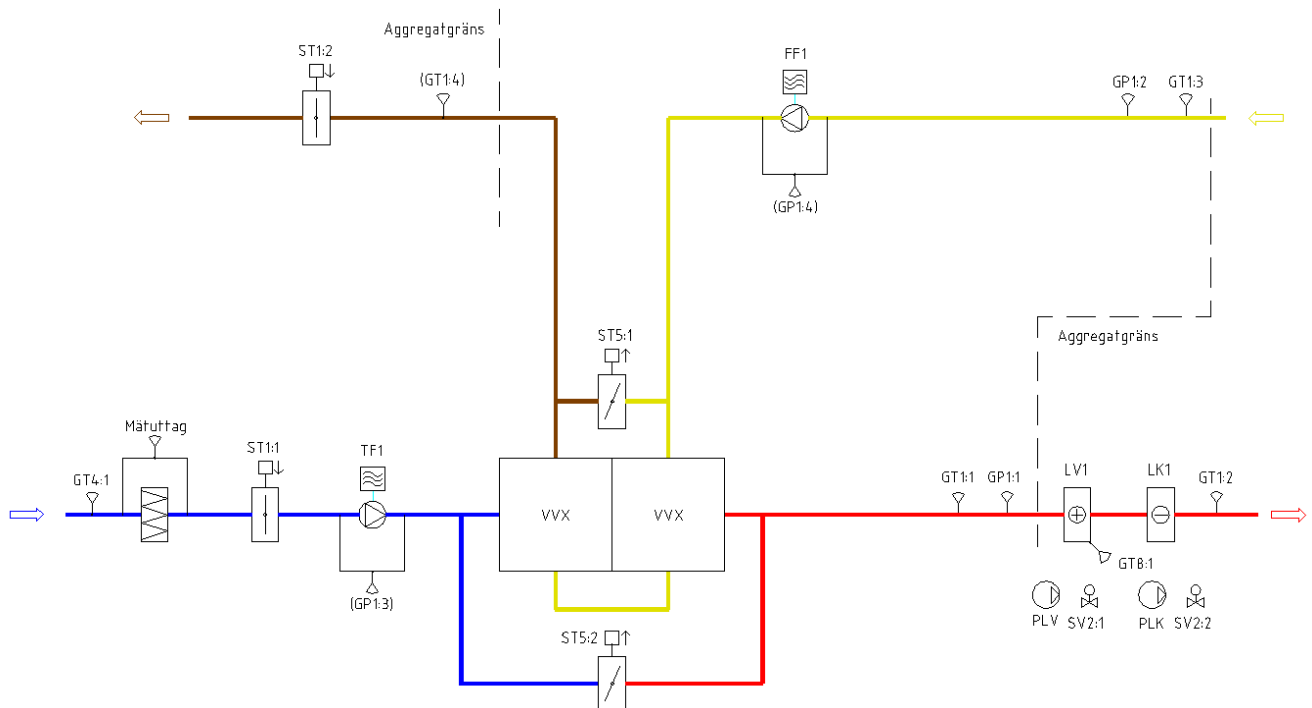 Aggregatgräns
ST1:2
(GT1:4)
FF1
GP1:2
GT1:3
(GP1:4)
ST5:1
Aggregatgräns
Mätuttag
GT4:1
ST1:1
TF1
VVX
VVX
GT1:1
GP1:1
LV1
LK1
GT1:2
GT8:1
(GP1:3)
PLV
SV2:1
PLK
SV2:2
ST5:2